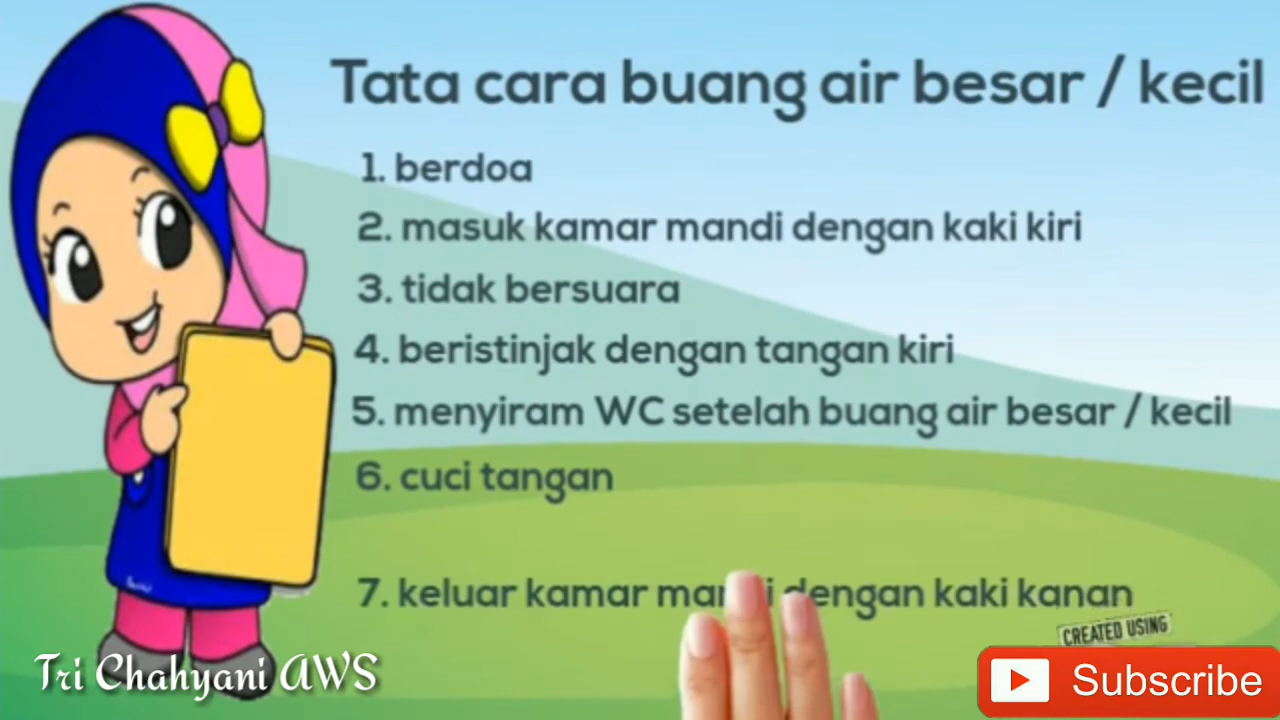 Tata cara buang air besar / kecil
1. berdoa
2. masuk kamar mandi dengan kaki kiri
3. tidak bersuara
4. beristinjak dengan tangan kiri
5. menyiram WC setelah buang air besar / kecil
6. cuci tangan
7. keluar kamar mandi dengan kaki kanan
CREATED USING
Tri Chahyani AWS
Subscribe